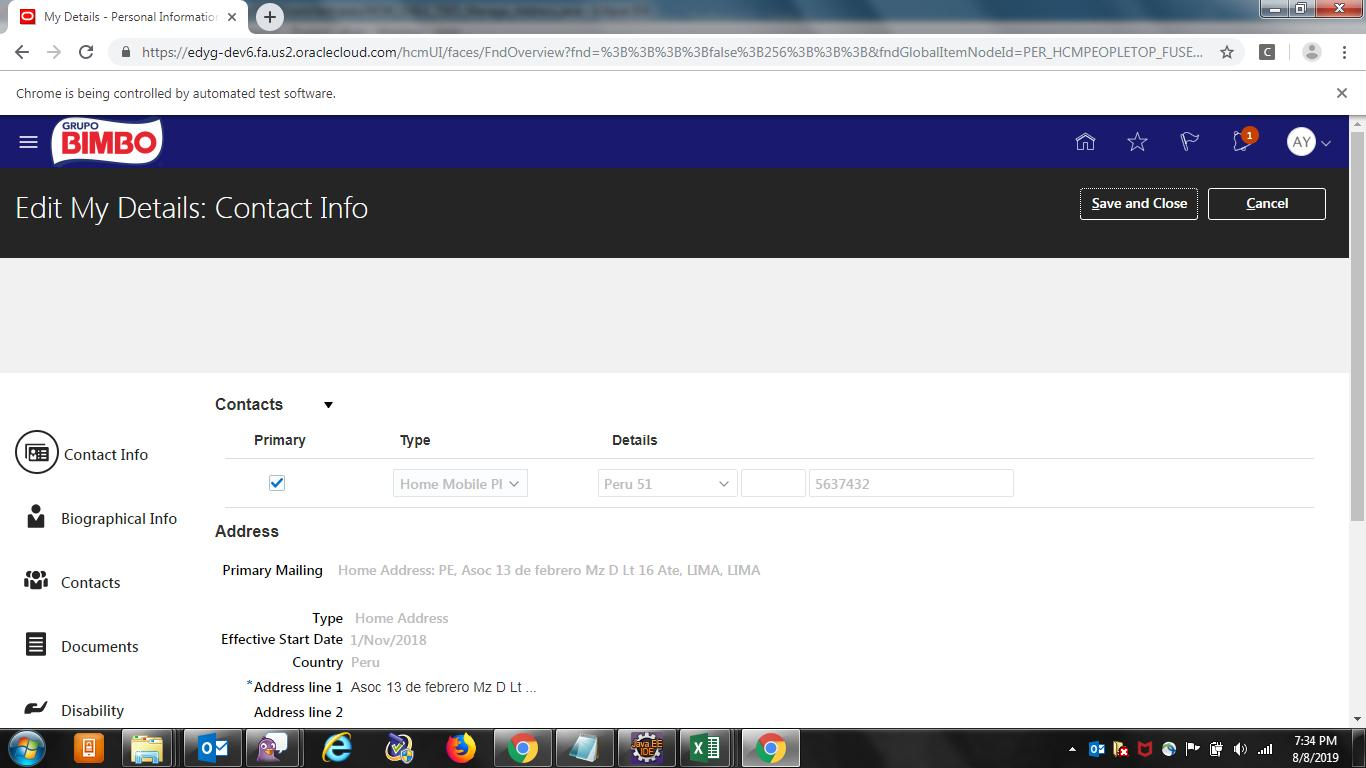 My Details - Personal Information
https://edyg-dev6.fa.us2.oraclecloud.com/hcmUI/faces/FndOverview?fnd=%3B%3B%3B%3Bfalse%3B256%3B%3B%3B&fndGlobalItemNodeId=PER_HCMPEOPLETOP_FUSE...
C
Chrome is being controlled by automated test software.
GRUPO
BIMBO
1
AY
Edit My Details: Contact Info
Save and Close
Cancel
Contacts
Primary Type Details
Home Mobile Pl Peru 51 5637432
Contact Info
Biographical Info
Contacts
Documents
Disability
Address
Primary Mailing Home Address: PE, Asoc 13 de febrero Mz D Lt 16 Ate, LIMA, LIMA
Type Home Address
Effective Start Date 1/Nov/2018
Country Peru
*Address line 1 Asoc 13 de febrero Mz D Lt ...
Address line 2
Java EE
IDE
7:34 PM
8/8/2019